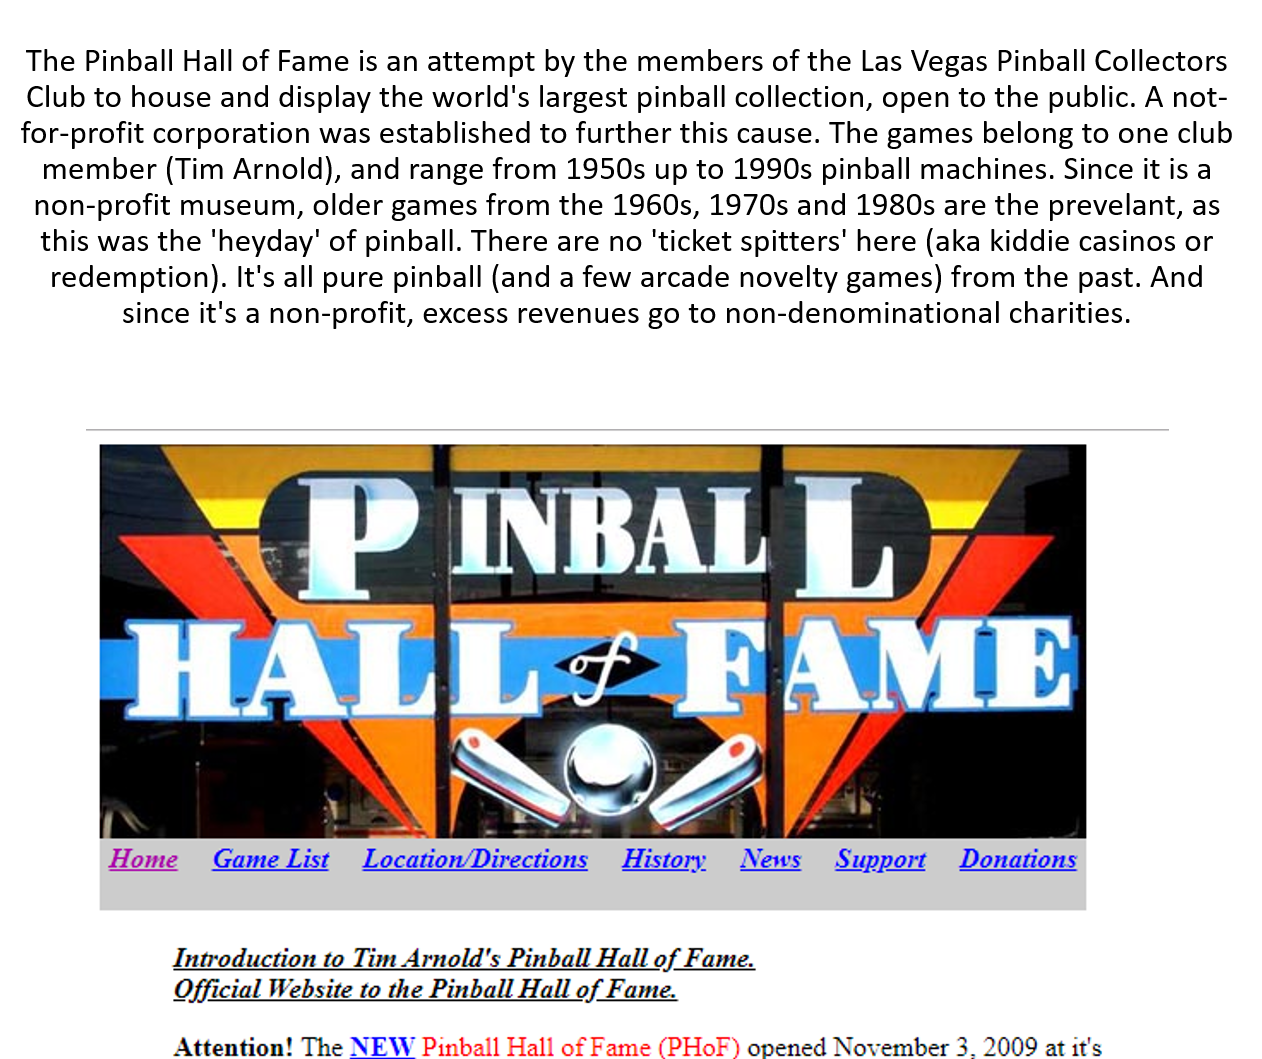 The Pinball Hall of Fame is an attempt by the members of the Las Vegas Pinball Collectors
Club to house and display the world's largest pinball collection, open to the public. A not-
for-profit corporation was established to further this cause. The games belong to one club
member (Tim Arnold), and range from 1950s up to 1990s pinball machines. Since it is a
non-profit museum, older games from the 1960s, 1970s and 1980s are the prevelant, as
this was the 'heyday' of pinball. There are no 'ticket spitters' here (aka kiddie casinos or
redemption). It's all pure pinball (and a few arcade novelty games) from the past. And
since it's a non-profit, excess revenues go to non-denominational charities.
PINBALL
HALL of FAME
Home Game List Location/Directions History News Support Donations
Introduction to Tim Arnold's Pinball Hall of Fame.
Official Website to the Pinball Hall of Fame.
Attention! The NEW Pinball Hall of Fame (PHoF) opened November 3, 2009 at it's